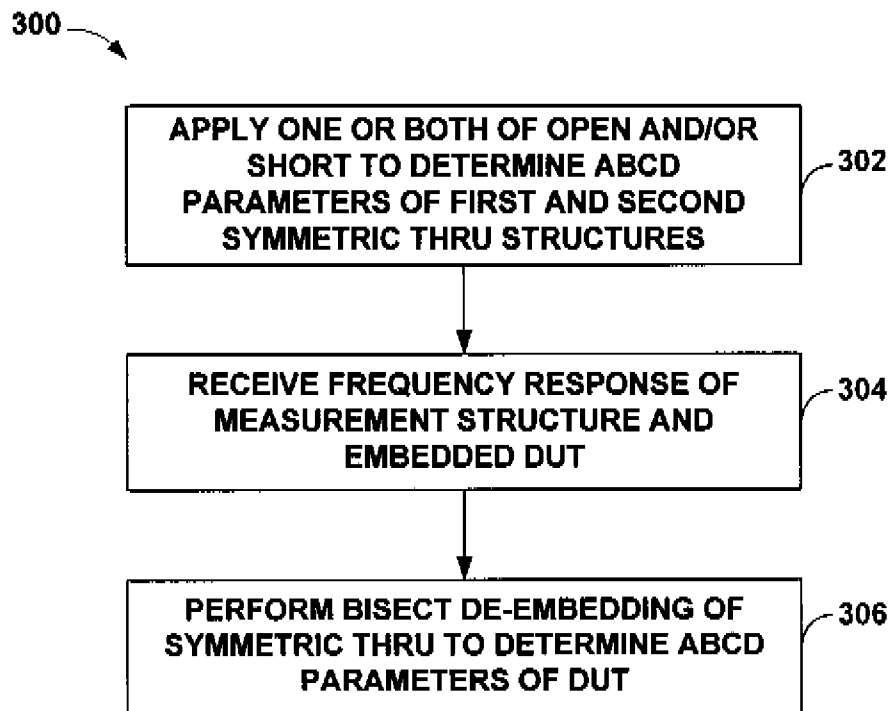 300
APPLY ONE OR BOTH OF OPEN AND/OR
SHORT TO DETERMINE ABCD
PARAMETERS OF FIRST AND SECOND
SYMMETRIC THRU STRUCTURES
302
RECEIVE FREQUENCY RESPONSE OF
MEASUREMENT STRUCTURE AND
EMBEDDED DUT
304
PERFORM BISECT DE-EMBEDDING OF
SYMMETRIC THRU TO DETERMINE ABCD
PARAMETERS OF DUT
306